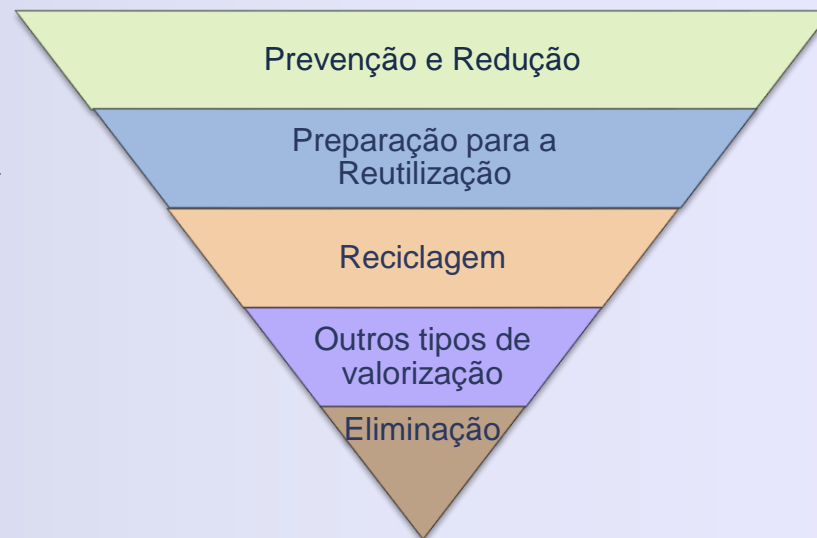 Prevenção e Redução
Preparação para a
Reutilização
Reciclagem
Outros tipos de
valorização
Eliminação